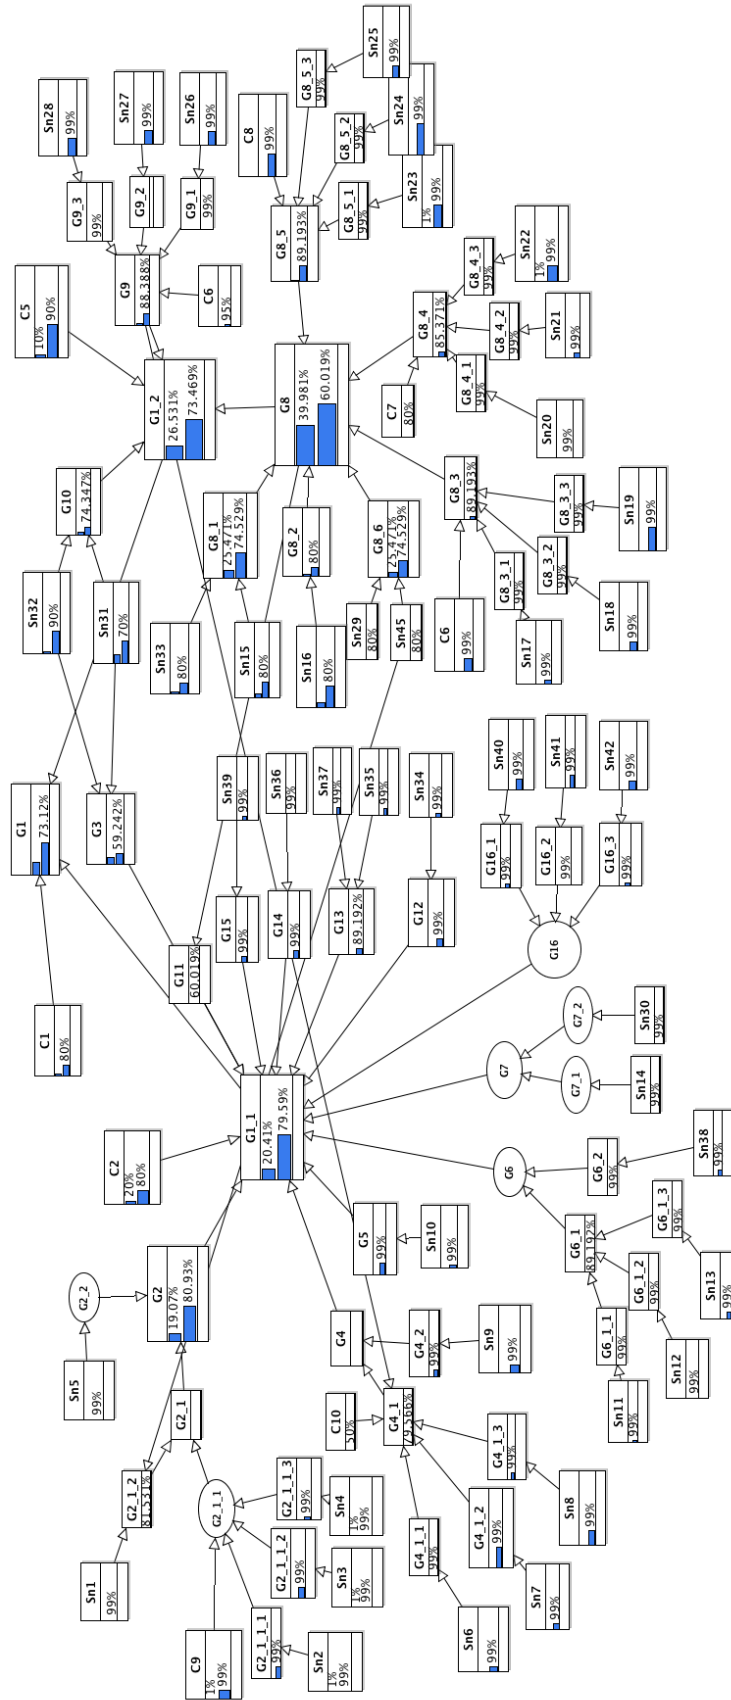 C9
1%
99%
Sn1
99%
G2_1_2
81.531%
Sn5
99%
G2_2
G2
19.07%
80.93%
G2_1
G2_1_1
G2_1_1_1
99%
G2_1_1_2
99%
G2_1_1_3
99%
Sn2
1%
99%
Sn3
1%
99%
Sn4
1%
99%
C10
50%
G4_1
79.566%
G4
G4_2
99%
Sn9
99%
G5
99%
Sn10
99%
G4_1_1
99%
G4_1_2
99%
G4_1_3
99%
Sn6
99%
Sn7
99%
Sn8
99%
C2
20%
80%
G1_1
20.41%
79.59%
G6
G6_1
89.192%
G6_2
99%
G6_1_1
99%
G6_1_2
99%
G6_1_3
99%
Sn11
Sn12
99%
Sn13
99%
Sn38
99%
G7
G7_1
G7_2
Sn14
99%
Sn30
99%
C1
80%
G1
73.12%
G3
59.242%
G11
60.019%
G15
99%
G14
99%
G13
89.192%
G12
99%
Sn39
99%
Sn36
99%
Sn37
99%
Sn35
99%
Sn34
99%
G16
G16_1
99%
G16_2
99%
G16_3
99%
Sn40
99%
Sn41
99%
Sn42
99%
Sn32
90%
Sn31
70%
G10
74.347%
Sn33
80%
Sn15
80%
Sn16
80%
Sn29
80%
Sn45
80%
G8_1
25.471%
74.529%
G8_2
80%
G8_6
25.471%
74.529%
C6
99%
G8_3
89.193%
G8_3_1
99%
G8_3_2
99%
G8_3_3
99%
Sn17
99%
Sn18
99%
Sn19
99%
C5
10%
90%
G1_2
26.531%
73.469%
G8
39.981%
60.019%
C7
80%
G8_4
85.371%
G8_4_1
99%
G8_4_2
99%
G8_4_3
99%
Sn20
99%
Sn21
99%
Sn22
1%
99%
G9
88.388%
C6
95%
G9_3
99%
G9_2
G9_1
99%
Sn28
99%
Sn27
99%
Sn26
99%
C8
99%
G8_5
89.193%
G8_5_1
99%
G8_5_2
99%
G8_5_3
99%
Sn23
1%
99%
Sn24
99%
Sn25
99%